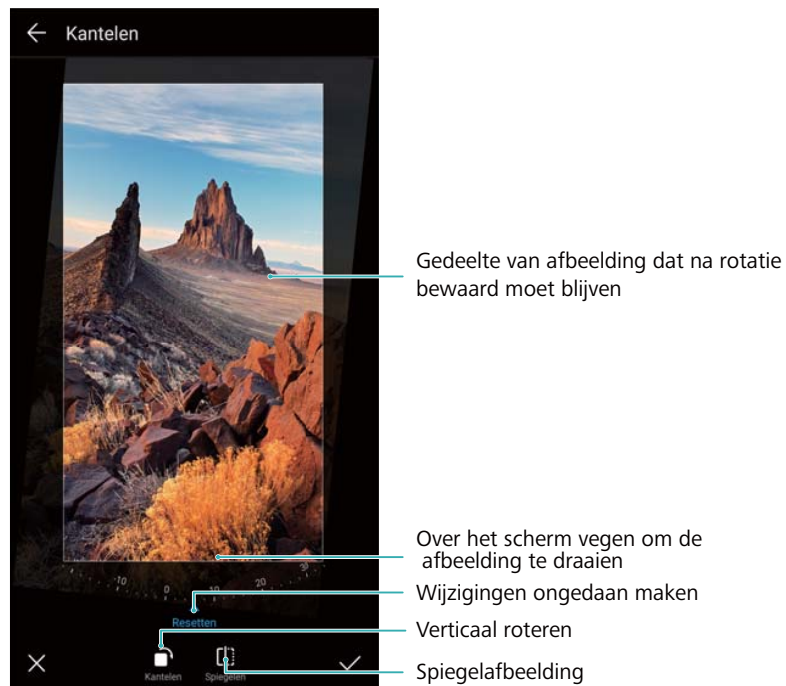 Kantelen
Gedeelte van afbeelding dat na rotatie
bewaard moet blijven
Over het scherm vegen om de
afbeelding te draaien
-10 0 10 20 30
Wijzigingen ongedaan maken
Resetten
Verticaal roteren
Kantelen Spiegelen
Spiegelafbeelding